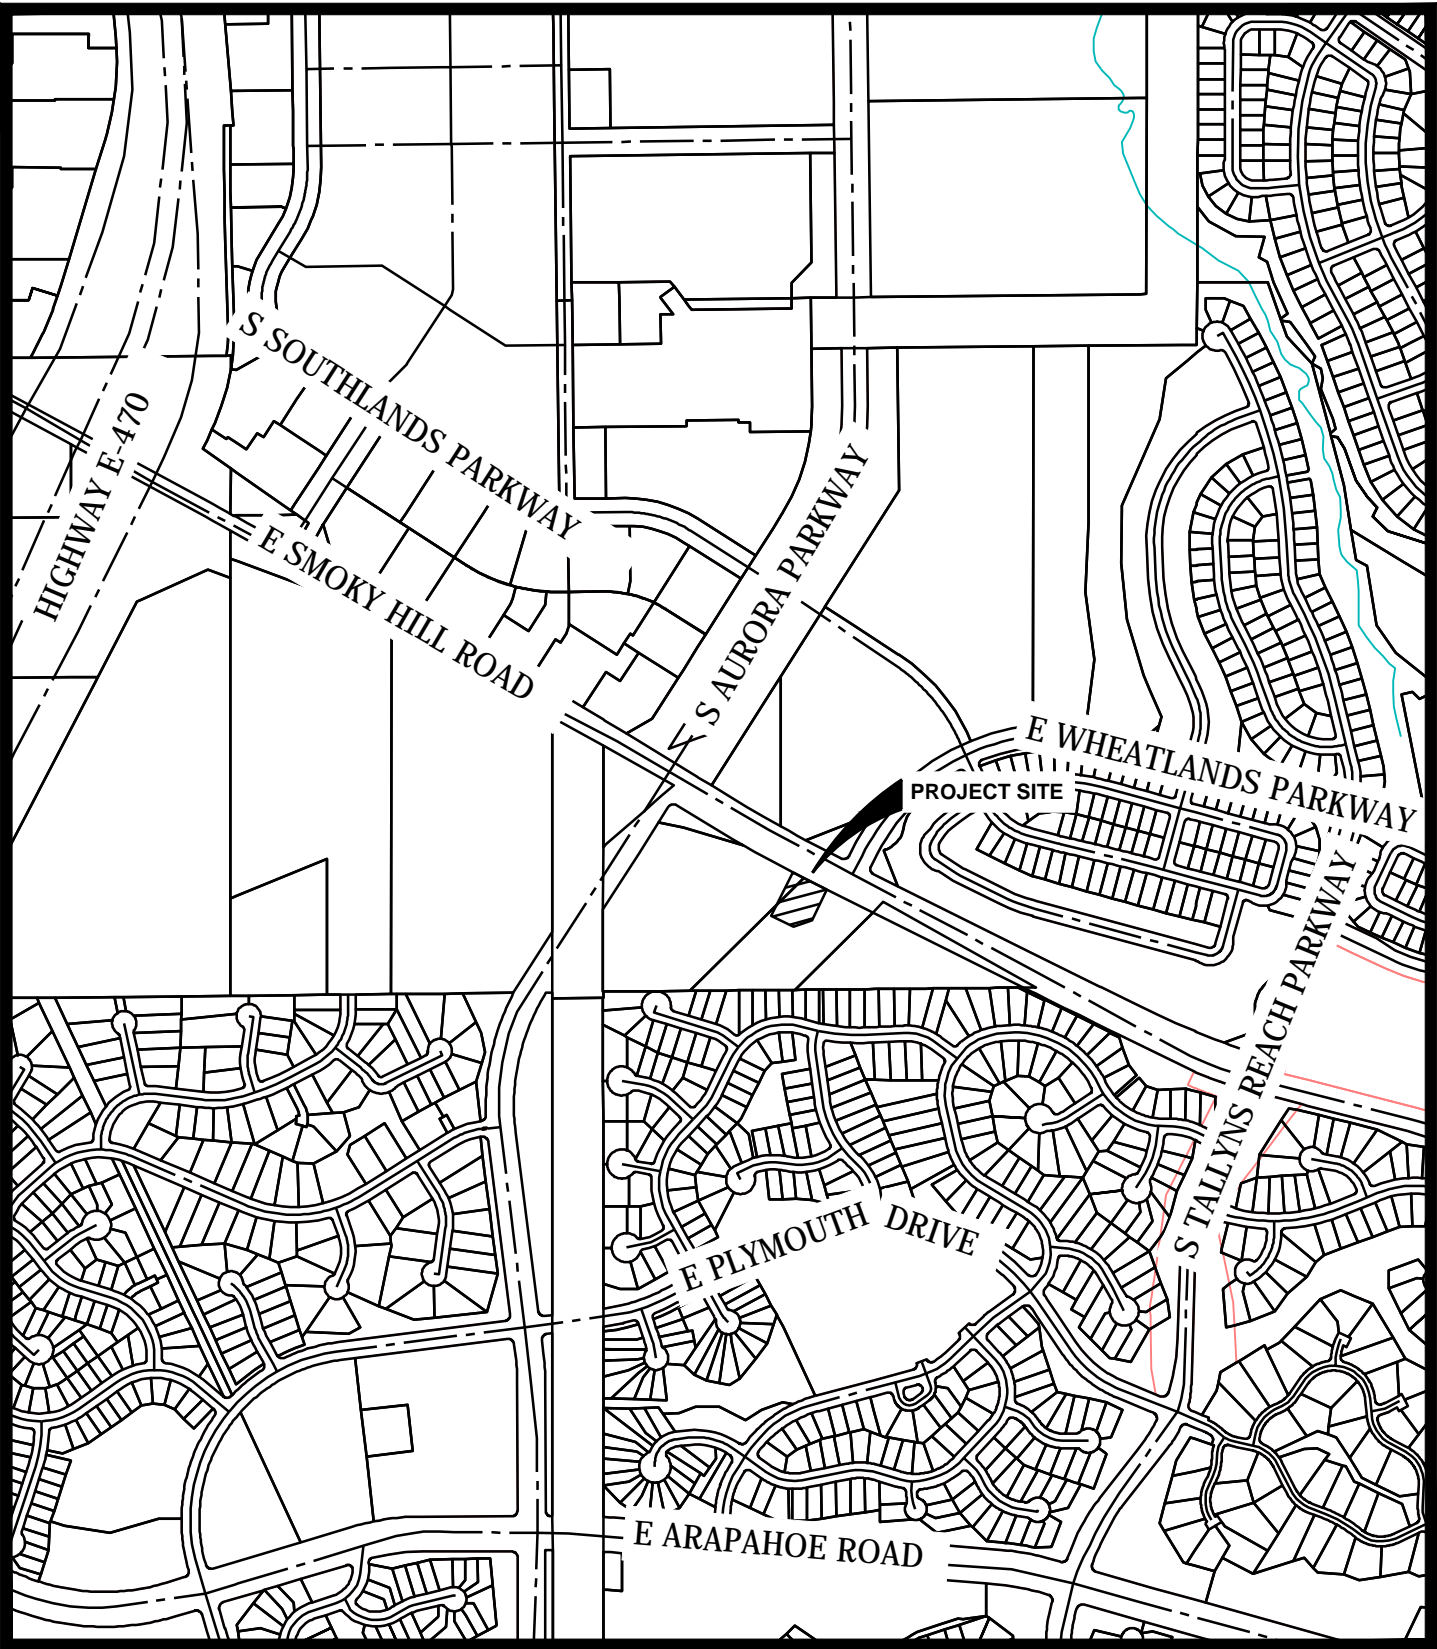 S SOUTHLANDS PARKWAY
HIGHWAY E-470
E SMOKY HILL ROAD
S AURORA PARKWAY
E WHEATLANDS PARKWAY
PROJECT SITE
S TALLYNS REACH PARKWAY
E PLYMOUTH DRIVE
E ARAPAHOE ROAD